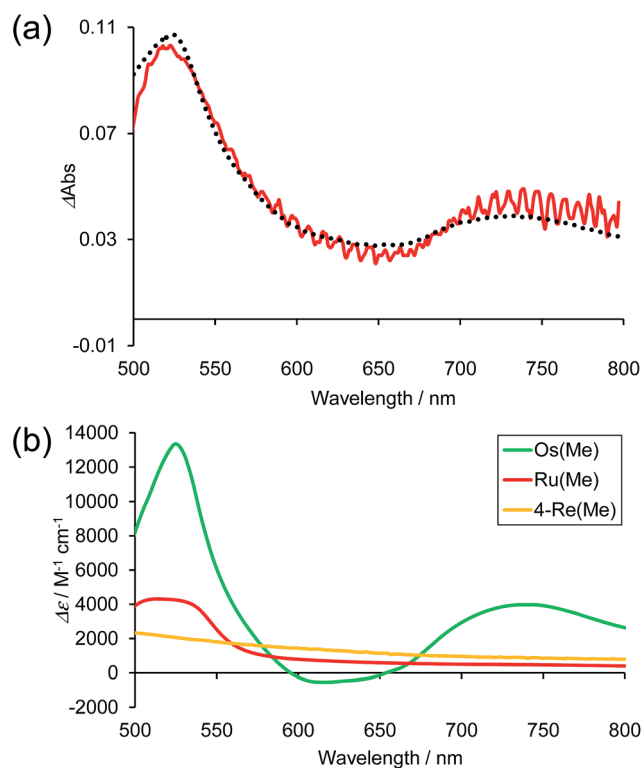 (a)
0.11
0.07
0.03
-0.01
ΔAbs
500 550 600 650 700 750 800
Wavelength / nm
(b)
14000
12000
10000
8000
6000
4000
2000
0
-2000
Δε / M-1 cm-1
Os(Me)
Ru(Me)
4-Re(Me)
500 550 600 650 700 750 800
Wavelength / nm